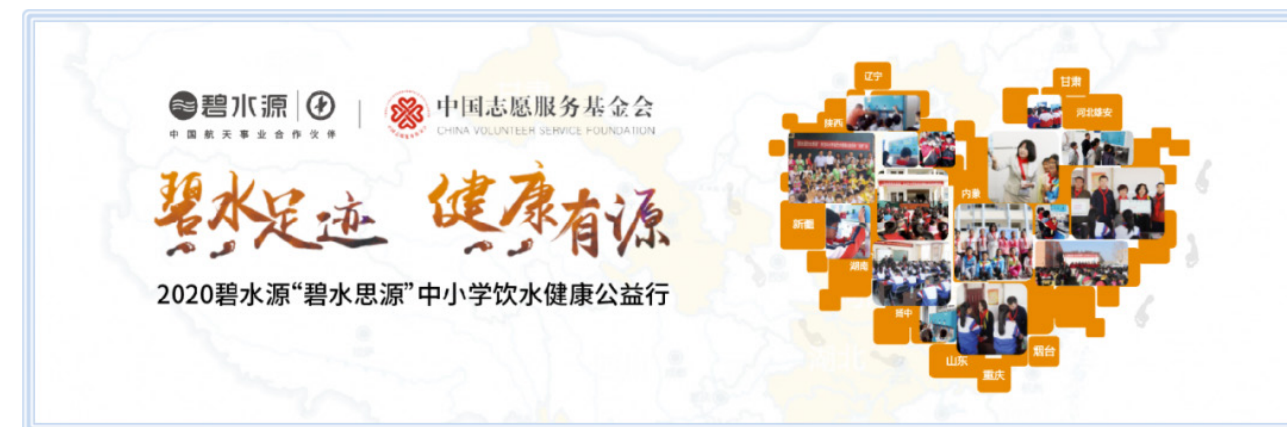 碧水源
中国航天事业合作伙伴
中国志愿服务基金会
CHINA VOLUNTEER SERVICE FOUNDATION
碧水足迹 健康有源
2020碧水源“碧水思源”中小学饮水健康公益行
辽宁
甘肃
陕西
河北雄安
内蒙
新疆
湖南
扬中
山东
烟台
重庆